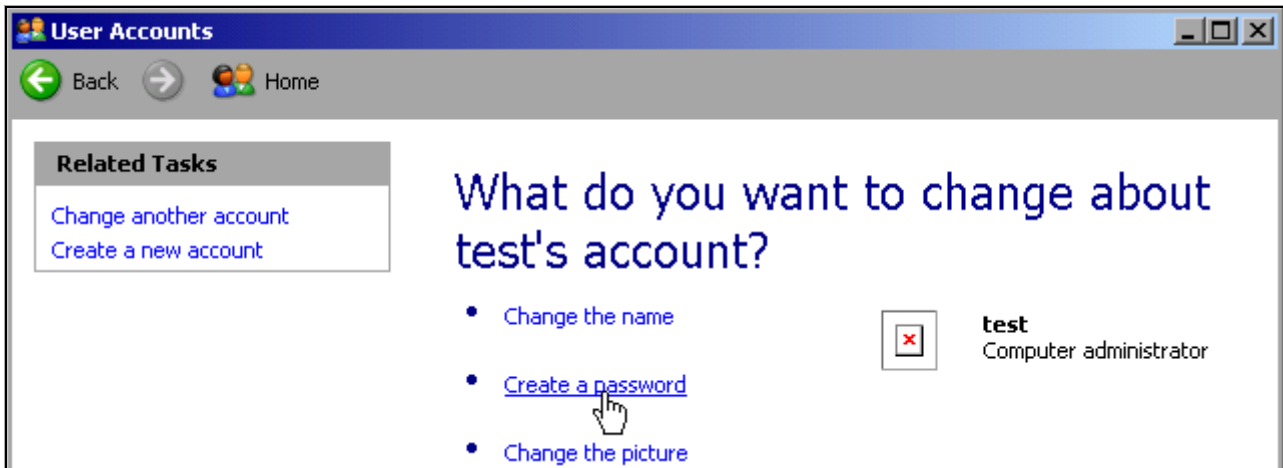 User Accounts
Back Home
Related Tasks
Change another account
Create a new account
What do you want to change about
test's account?
Change the name
Create a password
Change the picture
test
Computer administrator